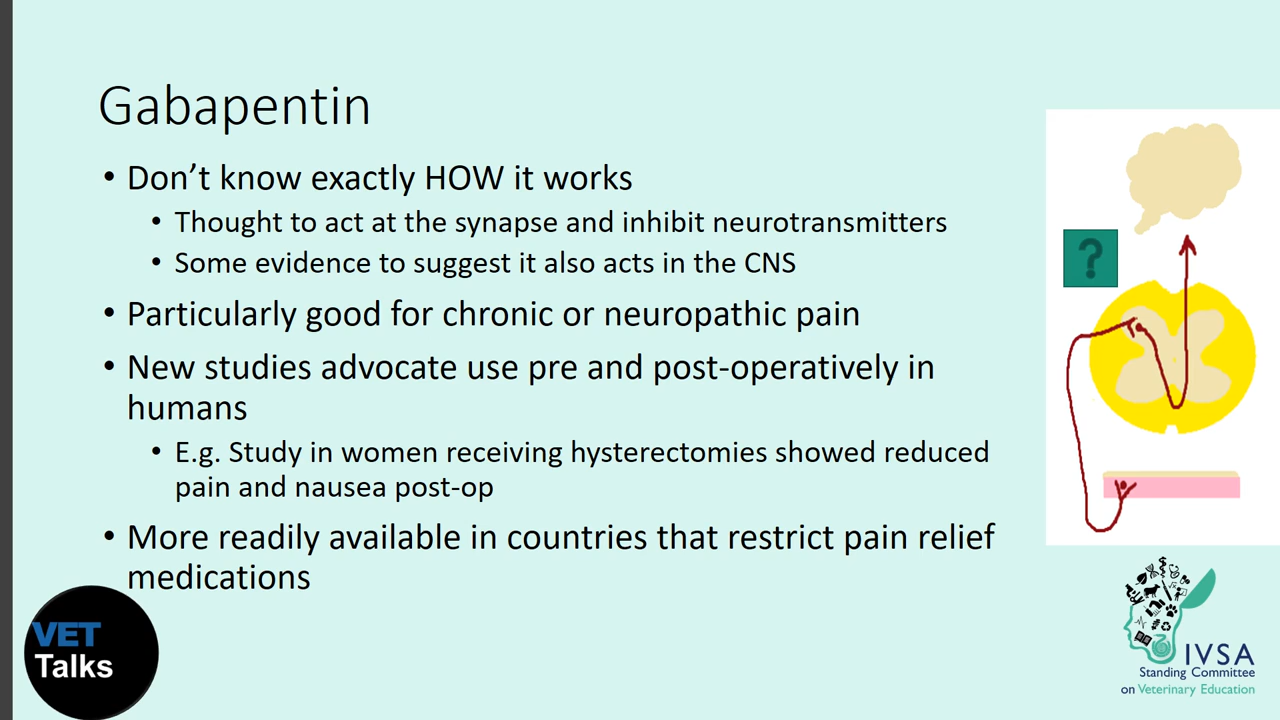 Gabapentin
• Don’t know exactly HOW it works
• Thought to act at the synapse and inhibit neurotransmitters
• Some evidence to suggest it also acts in the CNS
• Particularly good for chronic or neuropathic pain
• New studies advocate use pre and post-operatively in
humans
• E.g. Study in women receiving hysterectomies showed reduced
pain and nausea post-op
• More readily available in countries that restrict pain relief
medications
?
VET
Talks
IVSA
Standing Committee
on Veterinary Education